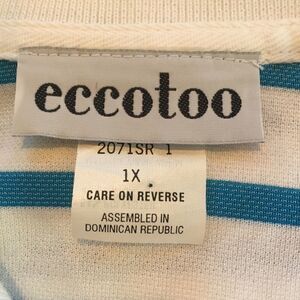 eccotoo
2071SR 1
1X
CARE ON REVERSE
ASSEMBLED IN
DOMINICAN REPUBLIC